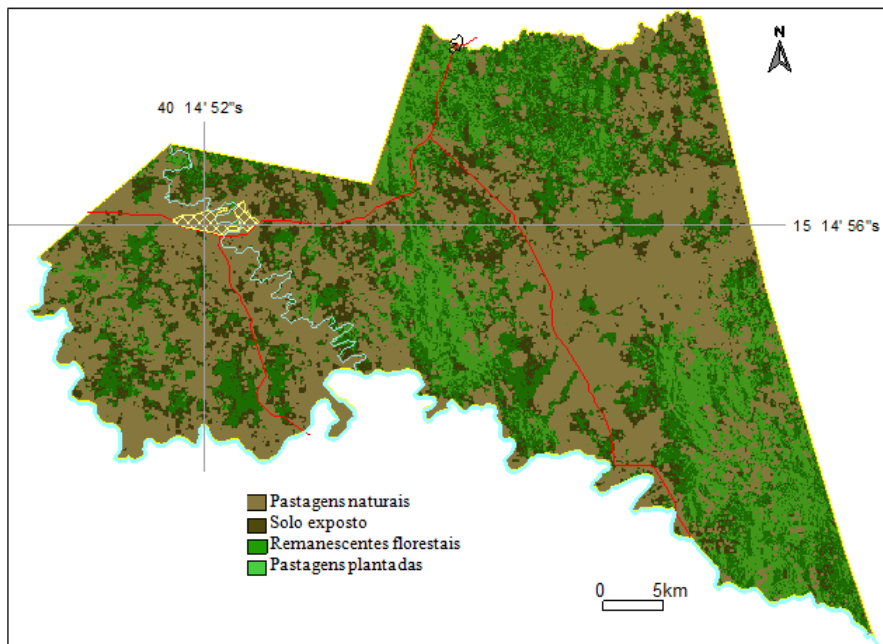 N
40 14' 52"s
15 14' 56"s
Pastagens naturais
Solo exposto
Remanescentes florestais
Pastagens plantadas
0 5km